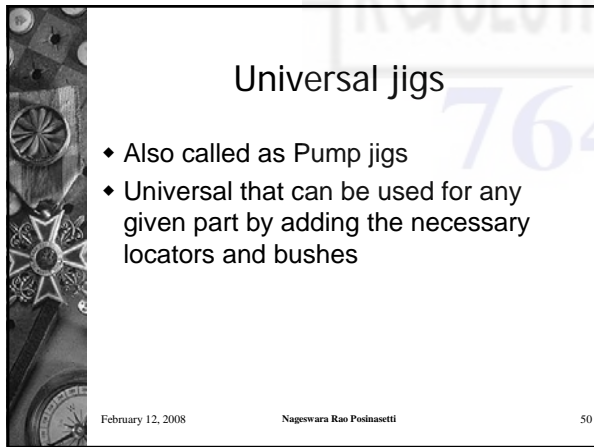 Universal jigs
◆ Also called as Pump jigs
◆ Universal that can be used for any
given part by adding the necessary
locators and bushes
February 12, 2008 Nageswara Rao Posinasetti 50
764